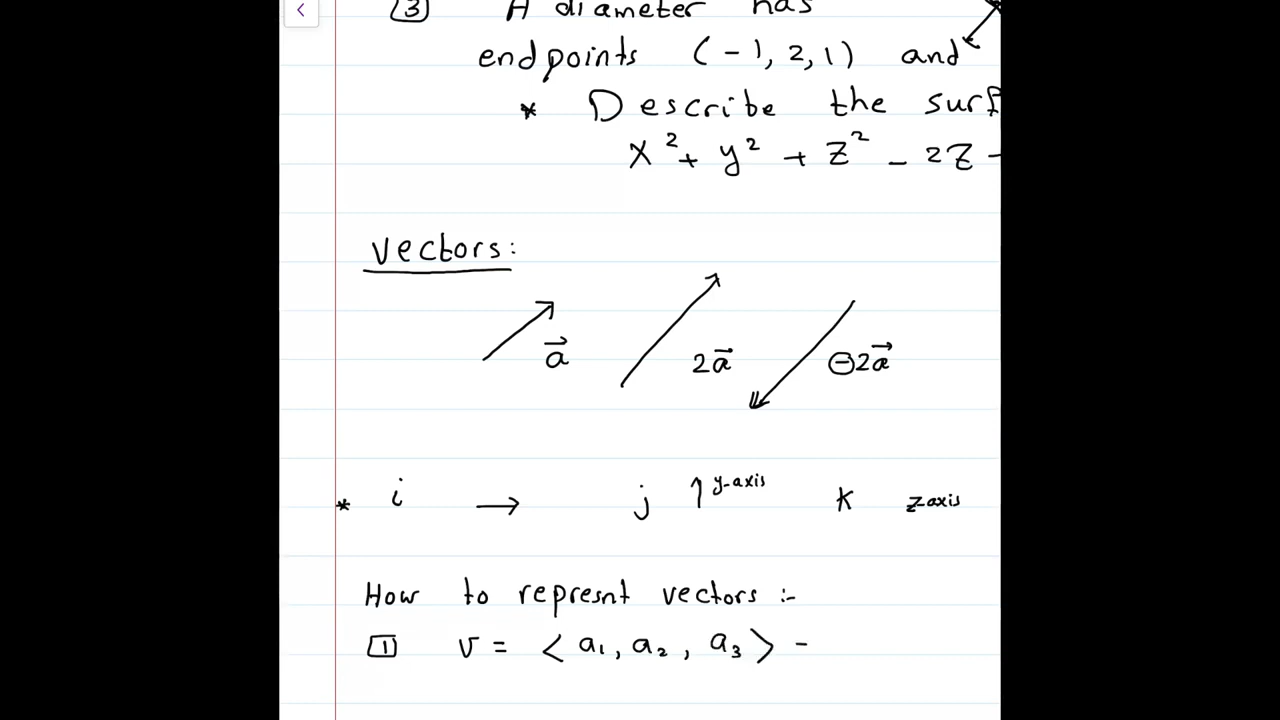 3 A diameter has
endpoints (-1, 2, 1) and
* Describe the surf
x² + y² + z² - 2z -
vectors:
a⃗ 2a⃗ -2a⃗
* i → j ↑ y-axis k z-axis
How to represnt vectors :-
1 v = < a₁, a₂, a₃ > -